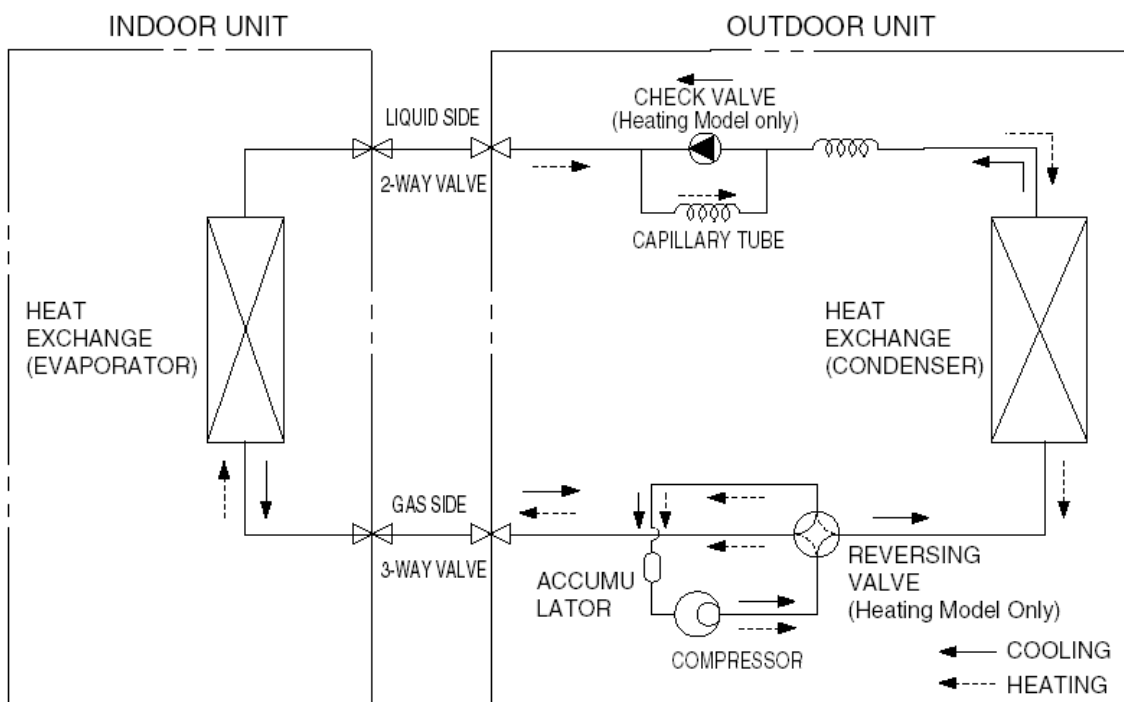 INDOOR UNIT
OUTDOOR UNIT
LIQUID SIDE
CHECK VALVE
(Heating Model only)
2-WAY VALVE
CAPILLARY TUBE
HEAT
EXCHANGE
(EVAPORATOR)
HEAT
EXCHANGE
(CONDENSER)
GAS SIDE
3-WAY VALVE
ACCUMU
LATOR
REVERSING
VALVE
(Heating Model Only)
COMPRESSOR
COOLING
HEATING